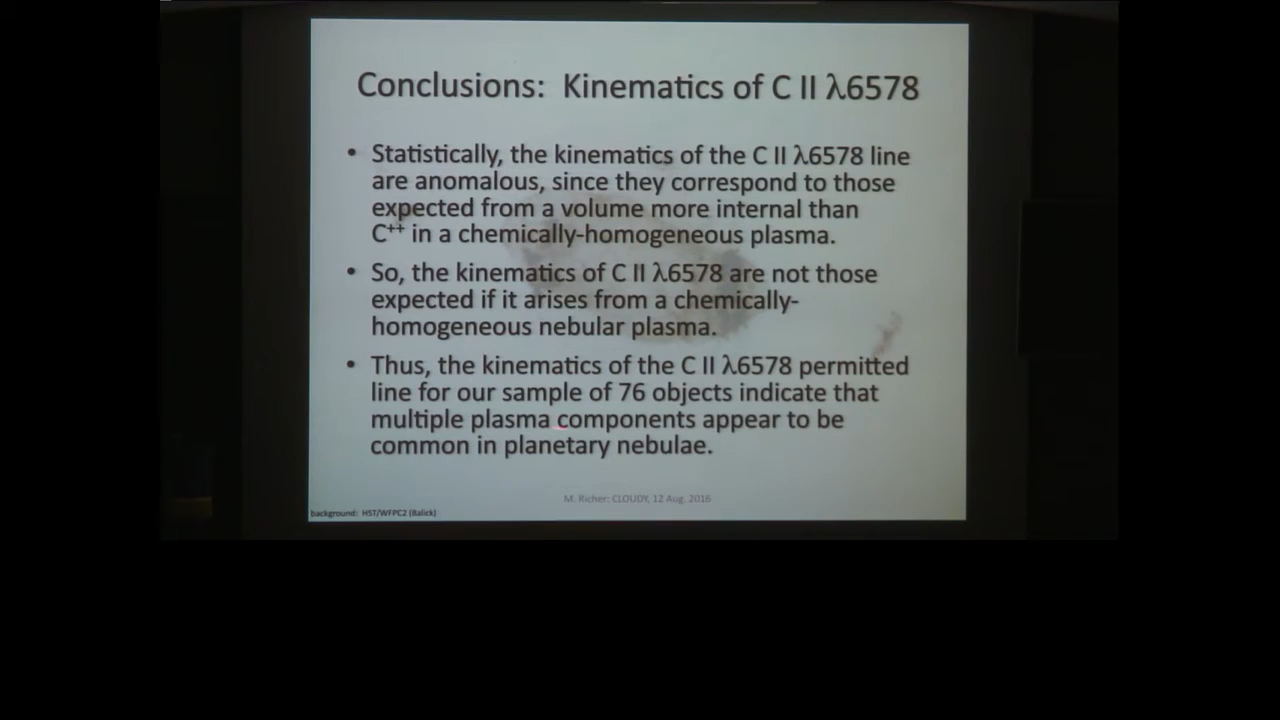 Conclusions: Kinematics of C II λ6578
• Statistically, the kinematics of the C II λ6578 line
are anomalous, since they correspond to those
expected from a volume more internal than
C⁺⁺ in a chemically-homogeneous plasma.
• So, the kinematics of C II λ6578 are not those
expected if it arises from a chemically-
homogeneous nebular plasma.
• Thus, the kinematics of the C II λ6578 permitted
line for our sample of 76 objects indicate that
multiple plasma components appear to be
common in planetary nebulae.
M. Richer: CLOUDY, 12 Aug. 2016
background: HST/WFPC2 (Balick)